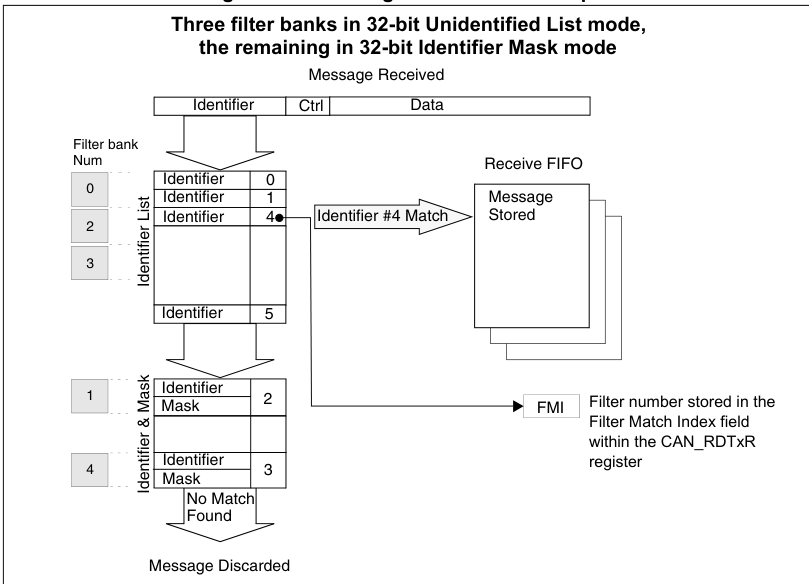 Three filter banks in 32-bit Unidentified List mode,
the remaining in 32-bit Identifier Mask mode
Message Received
Identifier Ctrl Data
Filter bank
Num
0
2
3
Identifier List
Identifier 0
Identifier 1
Identifier 4
Identifier 5
Identifier #4 Match
Receive FIFO
Message
Stored
1
4
Identifier & Mask
Identifier
Mask
2
Identifier
Mask
3
FMI
Filter number stored in the
Filter Match Index field
within the CAN_RDTxR
register
No Match
Found
Message Discarded